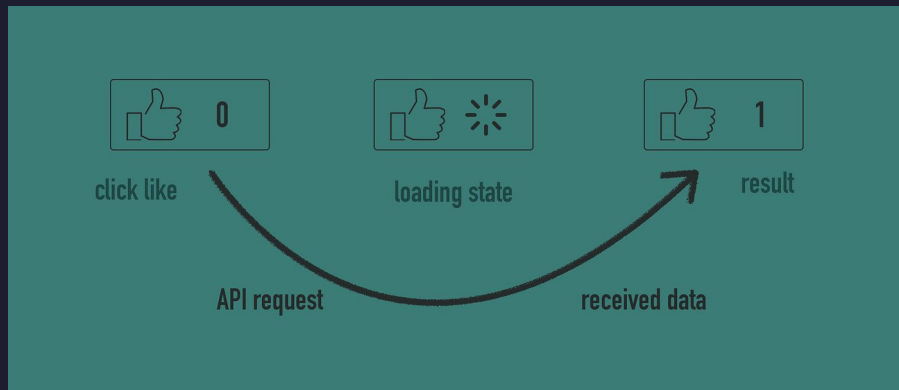 0
1
click like
loading state
result
API request
received data